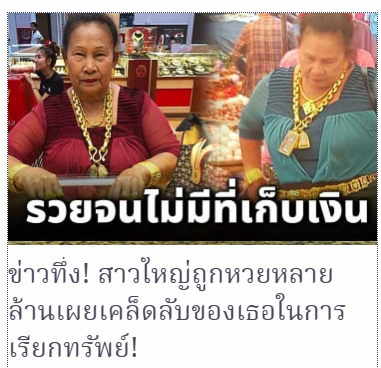 รวยจนไม่มีที่เก็บเงิน
ข่าวทึ่ง! สาวใหญ่ถูกหวยหลาย
ล้านเผยเคล็ดลับของเธอในการ
เรียกทรัพย์!